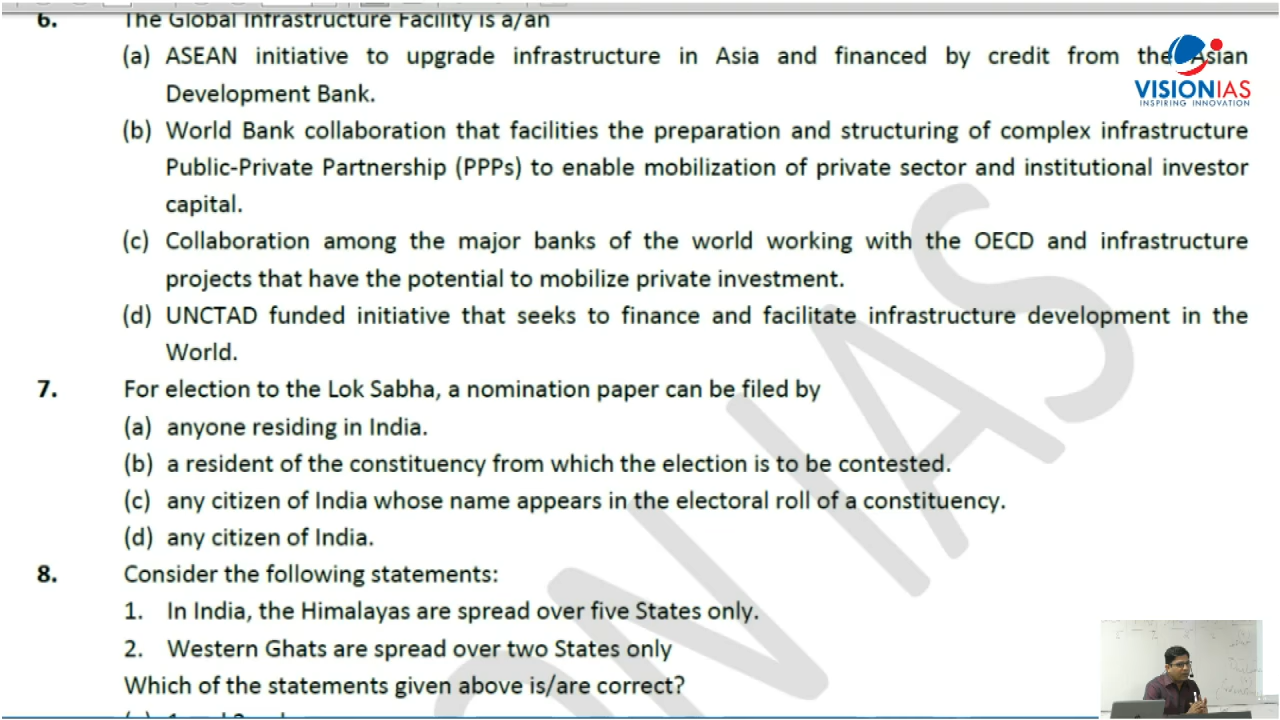 6. The Global Infrastructure Facility is a/an
(a) ASEAN initiative to upgrade infrastructure in Asia and financed by credit from the Asian
Development Bank.
VISIONIAS
INSPIRING INNOVATION
(b) World Bank collaboration that facilities the preparation and structuring of complex infrastructure
Public-Private Partnership (PPPs) to enable mobilization of private sector and institutional investor
capital.
(c) Collaboration among the major banks of the world working with the OECD and infrastructure
projects that have the potential to mobilize private investment.
(d) UNCTAD funded initiative that seeks to finance and facilitate infrastructure development in the
World.
7. For election to the Lok Sabha, a nomination paper can be filed by
(a) anyone residing in India.
(b) a resident of the constituency from which the election is to be contested.
(c) any citizen of India whose name appears in the electoral roll of a constituency.
(d) any citizen of India.
8. Consider the following statements:
1. In India, the Himalayas are spread over five States only.
2. Western Ghats are spread over two States only
Which of the statements given above is/are correct?
ON IAS